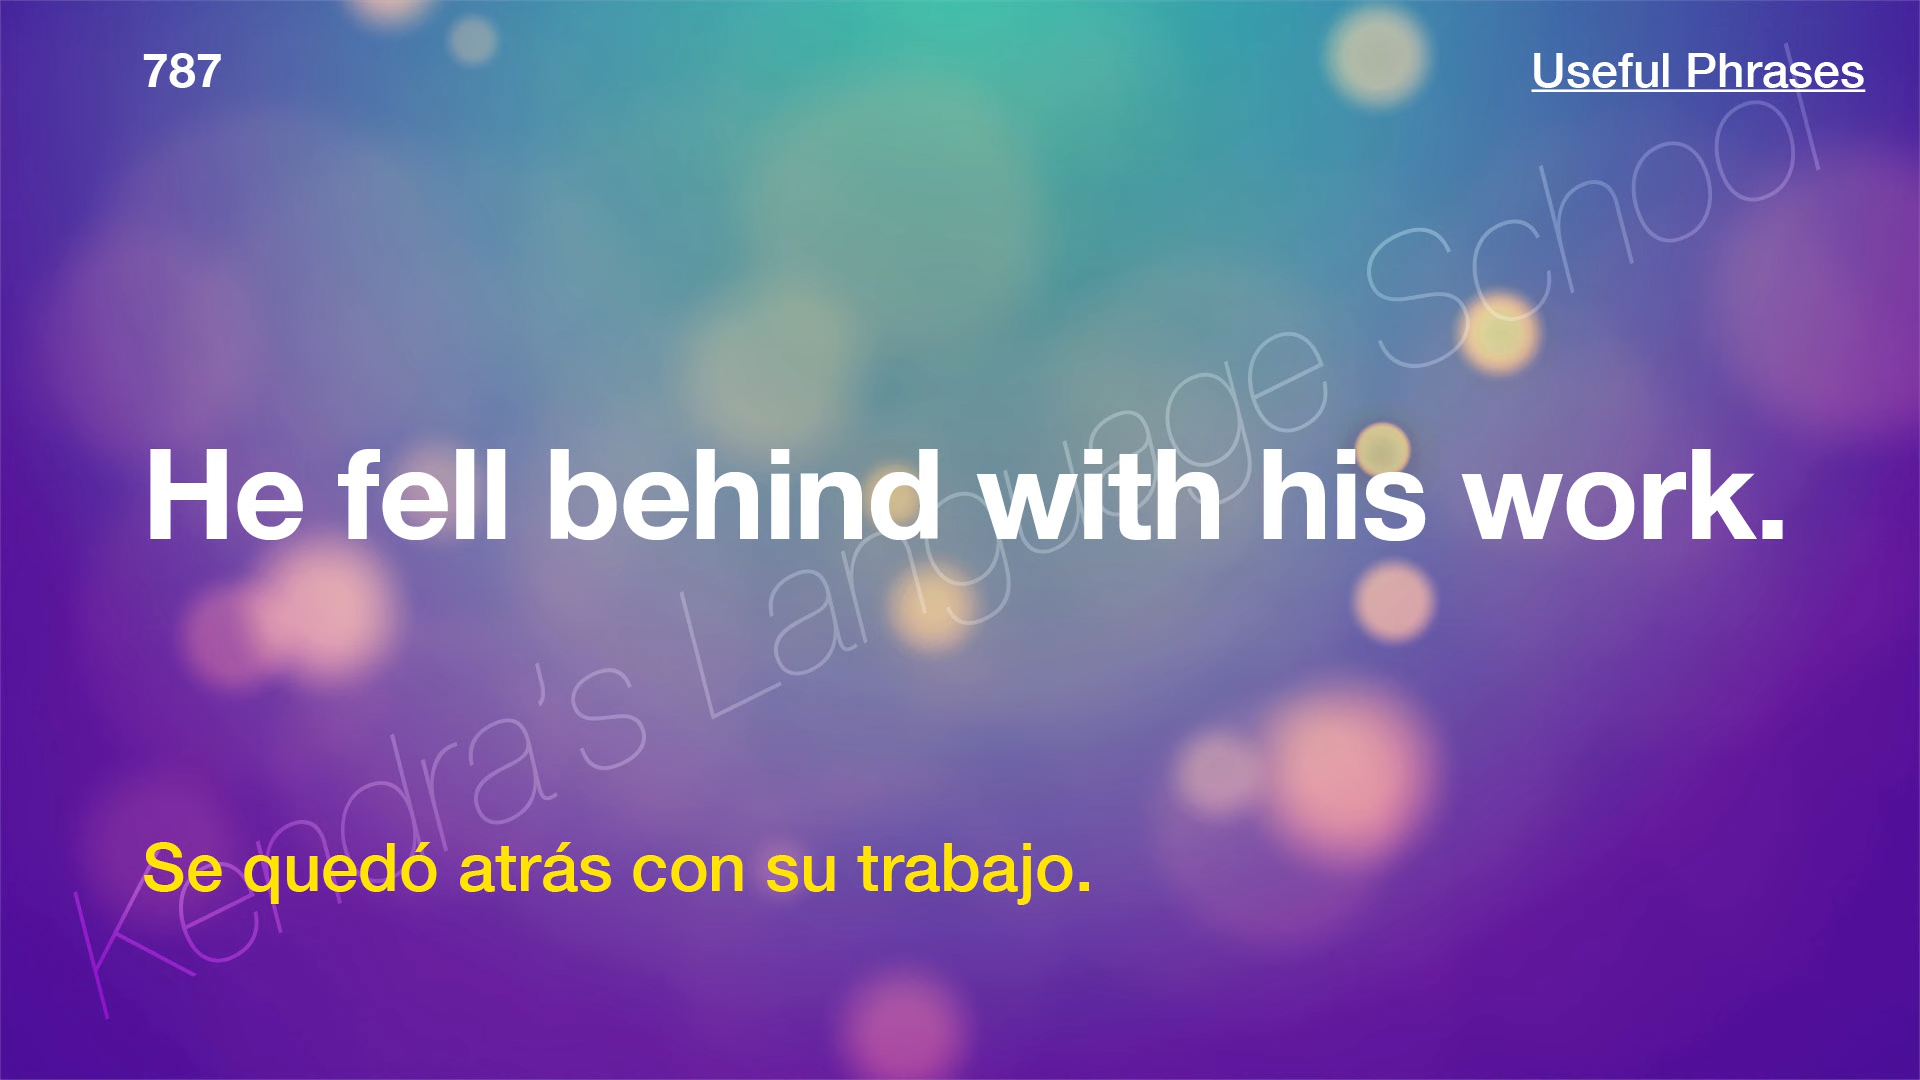 787
Useful Phrases
He fell behind with his work.
Se quedó atrás con su trabajo.
Kendra’s Language School